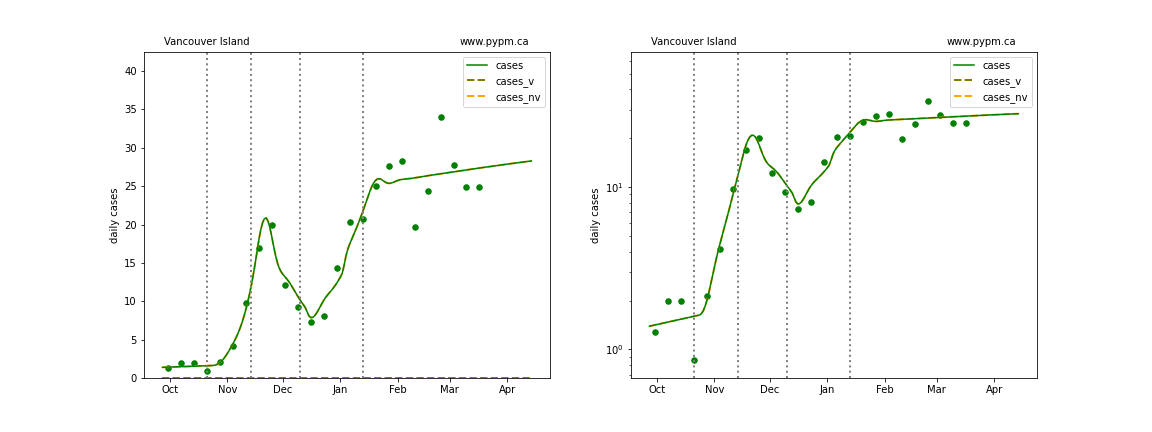 Vancouver Island www.pypm.ca
cases
cases_v
cases_nv
daily cases
40
35
30
25
20
15
10
5
0
Oct Nov Dec Jan Feb Mar Apr
Vancouver Island www.pypm.ca
cases
cases_v
cases_nv
daily cases
10^1
10^0
Oct Nov Dec Jan Feb Mar Apr